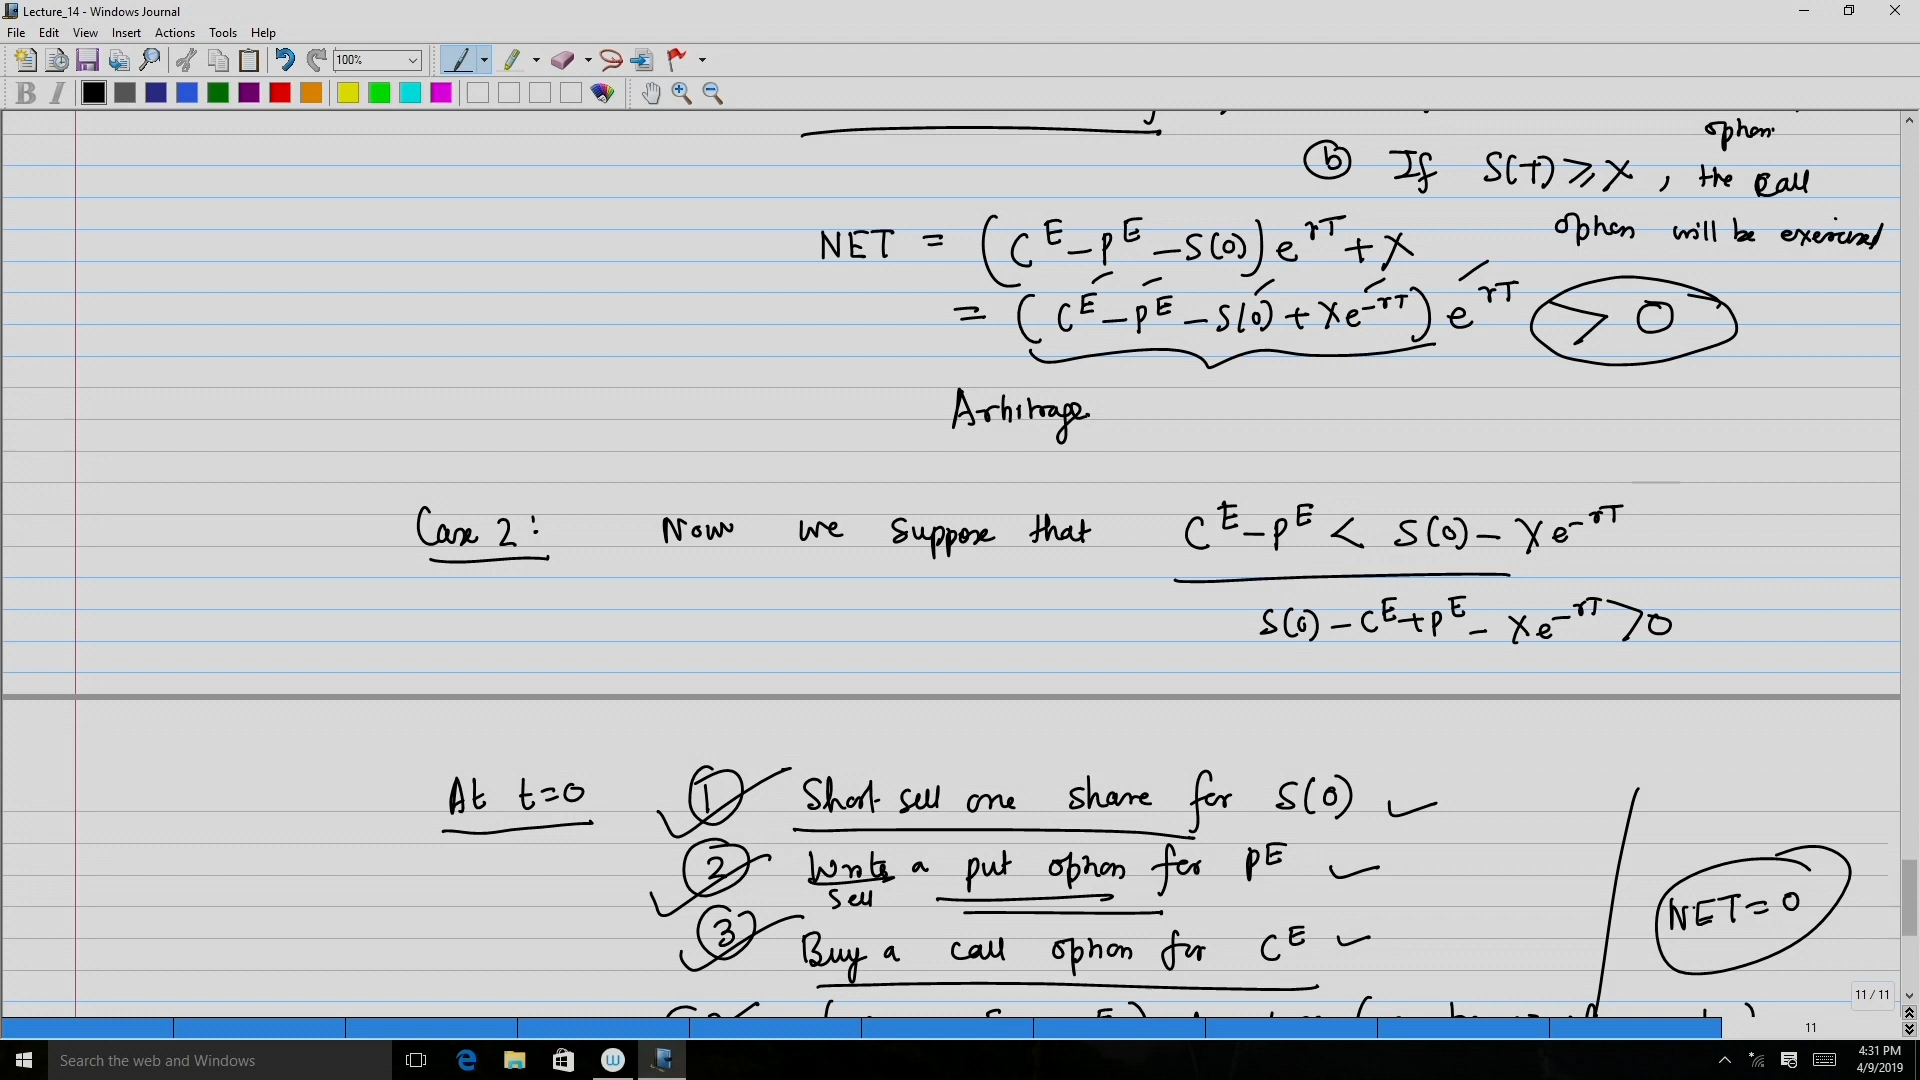 Lecture_14 - Windows Journal
File Edit View Insert Actions Tools Help
100%
B I
option
(b) If S(T) ⩾ X, the call
option will be exercised
NET = (C^E - P^E - S(0)) e^{rT} + X
= (C^E - P^E - S(0) + Xe^{-rT}) e^{rT} > 0
Arbitrage
Case 2: Now we suppose that C^E - P^E < S(0) - Xe^{-rT}
S(0) - C^E + P^E - Xe^{-rT} > 0
At t=0 (1) Short sell one share for S(0) ✓
(2) Write a put option for P^E ✓
Sell
NET = 0
(3) Buy a call option for C^E ✓
11 / 11
11
Search the web and Windows
4:31 PM
4/9/2019